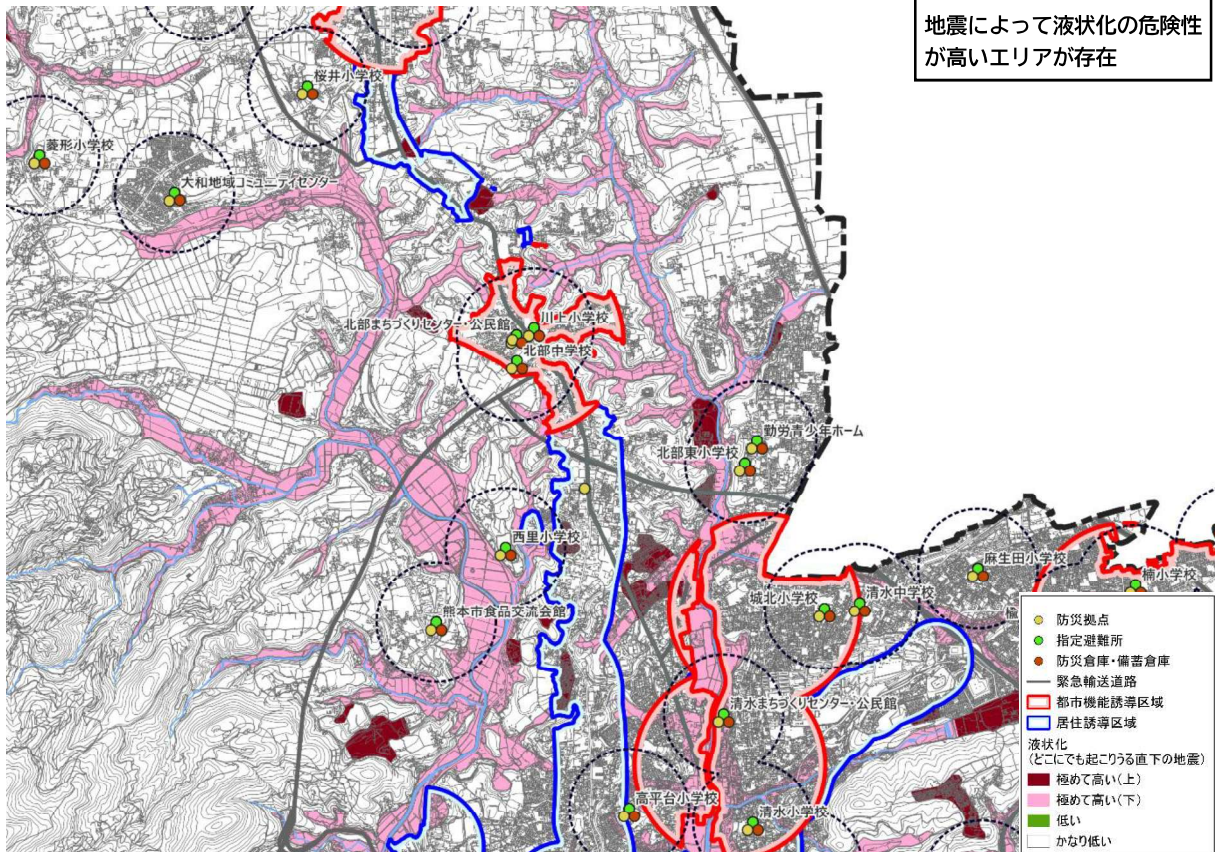 地震によって液状化の危険性
が高いエリアが存在
桜井小学校
菱形小学校
大和地域コミュニティセンター
川上小学校
北部まちづくりセンター・公民館
北部中学校
勤労青少年ホーム
北部東小学校
西里小学校
麻生田小学校
楠小学校
城北小学校
清水中学校
熊本市食品交流会館
清水まちづくりセンター・公民館
高平台小学校
清水小学校
防災拠点
指定避難所
防災倉庫・備蓄倉庫
緊急輸送道路
都市機能誘導区域
居住誘導区域
液状化
(どこにでも起こりうる直下の地震)
極めて高い(上)
極めて高い(下)
低い
かなり低い